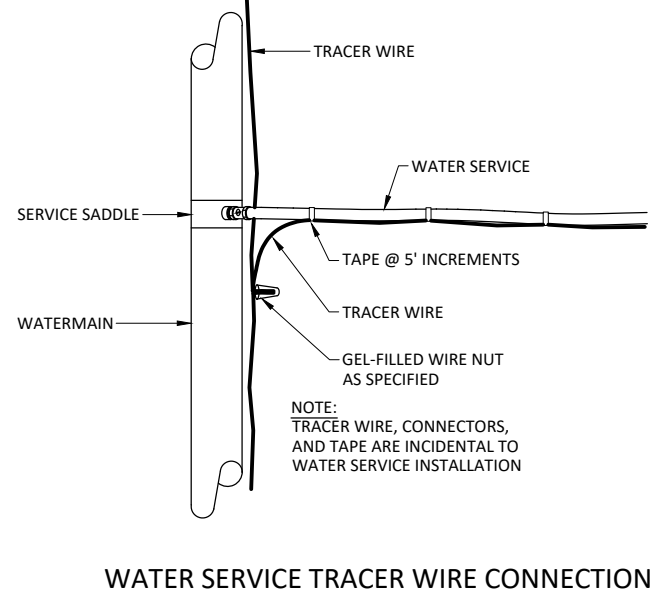 TRACER WIRE
WATER SERVICE
SERVICE SADDLE
TAPE @ 5' INCREMENTS
TRACER WIRE
WATERMAIN
GEL-FILLED WIRE NUT
AS SPECIFIED
NOTE:
TRACER WIRE, CONNECTORS,
AND TAPE ARE INCIDENTAL TO
WATER SERVICE INSTALLATION
WATER SERVICE TRACER WIRE CONNECTION